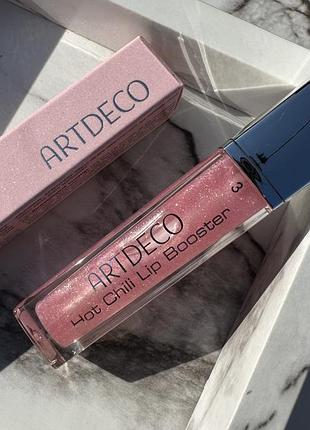 ARTDECO
ARTDECO
Hot Chili Lip Booster
3